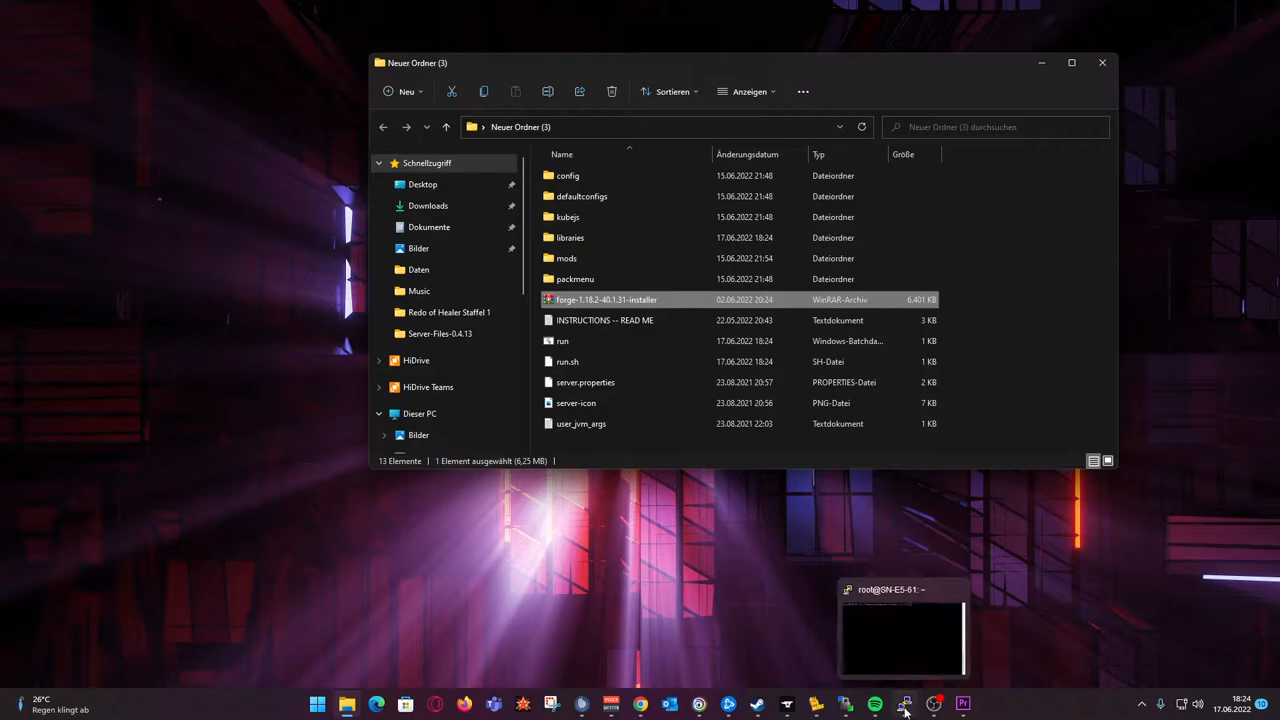 Neuer Ordner (3)
Neu
Sortieren
Anzeigen
Neuer Ordner (3)
Neuer Ordner (3) durchsuchen
Schnellzugriff
Desktop
Downloads
Dokumente
Bilder
Daten
Music
Redo of Healer Staffel 1
Server-Files-0.4.13
HiDrive
HiDrive Teams
Dieser PC
Bilder
Name Änderungsdatum Typ Größe
config 15.06.2022 21:48 Dateiordner
defaultconfigs 15.06.2022 21:48 Dateiordner
kubejs 15.06.2022 21:48 Dateiordner
libraries 17.06.2022 18:24 Dateiordner
mods 15.06.2022 21:54 Dateiordner
packmenu 15.06.2022 21:48 Dateiordner
forge-1.18.2-40.1.31-installer 02.06.2022 20:24 WinRAR-Archiv 6.401 KB
INSTRUCTIONS -- READ ME 22.05.2022 20:43 Textdokument 3 KB
run 17.06.2022 18:24 Windows-Batchda... 1 KB
run.sh 17.06.2022 18:24 SH-Datei 1 KB
server.properties 23.08.2021 20:57 PROPERTIES-Datei 2 KB
server-icon 23.08.2021 20:56 PNG-Datei 7 KB
user_jvm_args 23.08.2021 22:03 Textdokument 1 KB
13 Elemente 1 Element ausgewählt (6,25 MB)
root@SN-E5-61: ~
26°C
Regen klingt ab
Pr
18:24
17.06.2022
10